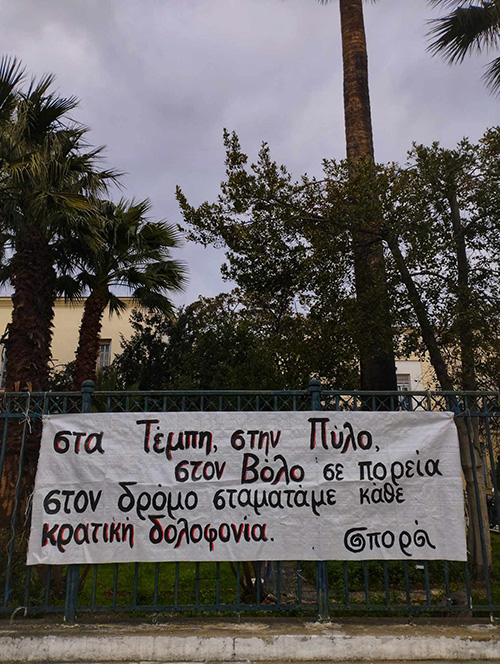 στα Τέμπη, στην Πύλο,
στον Βόλο σε πορεία
στον δρόμο σταματάμε κάθε
κρατική δολοφονία. σπορά